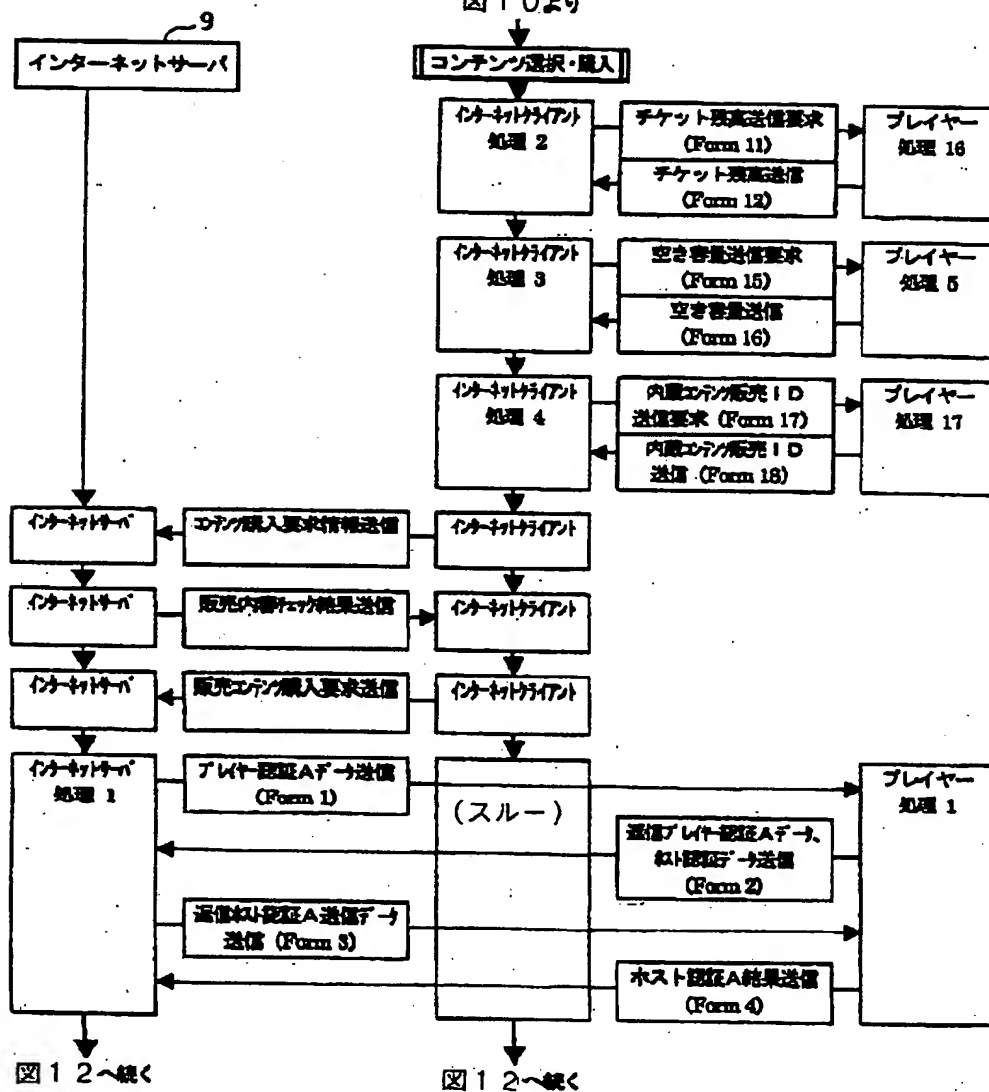 図10より
9
インターネットサーバ
コンテンツ選択・購入
インターネットクライアント
処理 2
チケット残高送信要求
(Form 11)
チケット残高送信
(Form 12)
プレイヤー
処理 16
インターネットクライアント
処理 3
空き容量送信要求
(Form 15)
空き容量送信
(Form 16)
プレイヤー
処理 5
インターネットクライアント
処理 4
内蔵コンテンツ販売ID
送信要求 (Form 17)
内蔵コンテンツ販売ID
送信 (Form 18)
プレイヤー
処理 17
インターネットサーバ
コンテンツ購入要求情報送信
インターネットクライアント
インターネットサーバ
販売内容チェック結果送信
インターネットクライアント
インターネットサーバ
販売コンテンツ購入要求送信
インターネットクライアント
インターネットサーバ
処理 1
プレイヤー認証Aデータ送信
(Form 1)
(スルー)
プレイヤー
処理 1
返信プレイヤー認証Aデータ、
ホスト認証データ送信
(Form 2)
返信ホスト認証A送信データ
送信 (Form 3)
ホスト認証A結果送信
(Form 4)
図12へ続く
図12へ続く